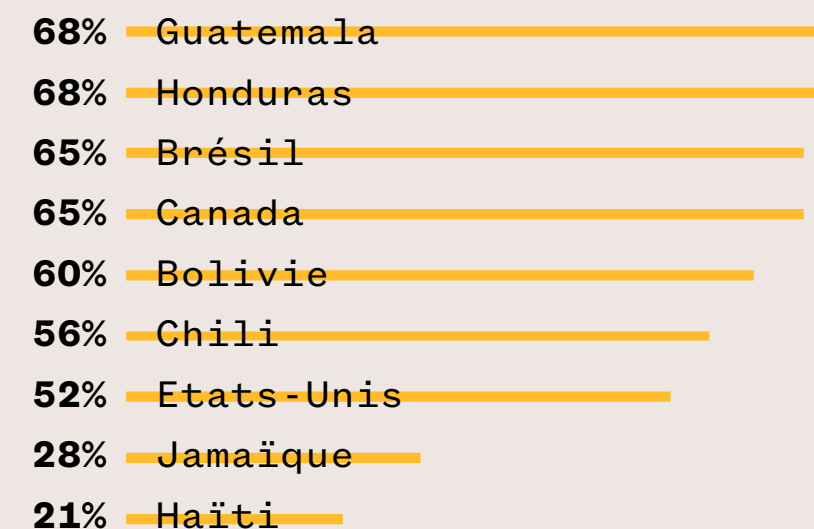 68% Guatemala
68% Honduras
65% Brésil
65% Canada
60% Bolivie
56% Chili
52% Etats-Unis
28% Jamaïque
21% Haïti